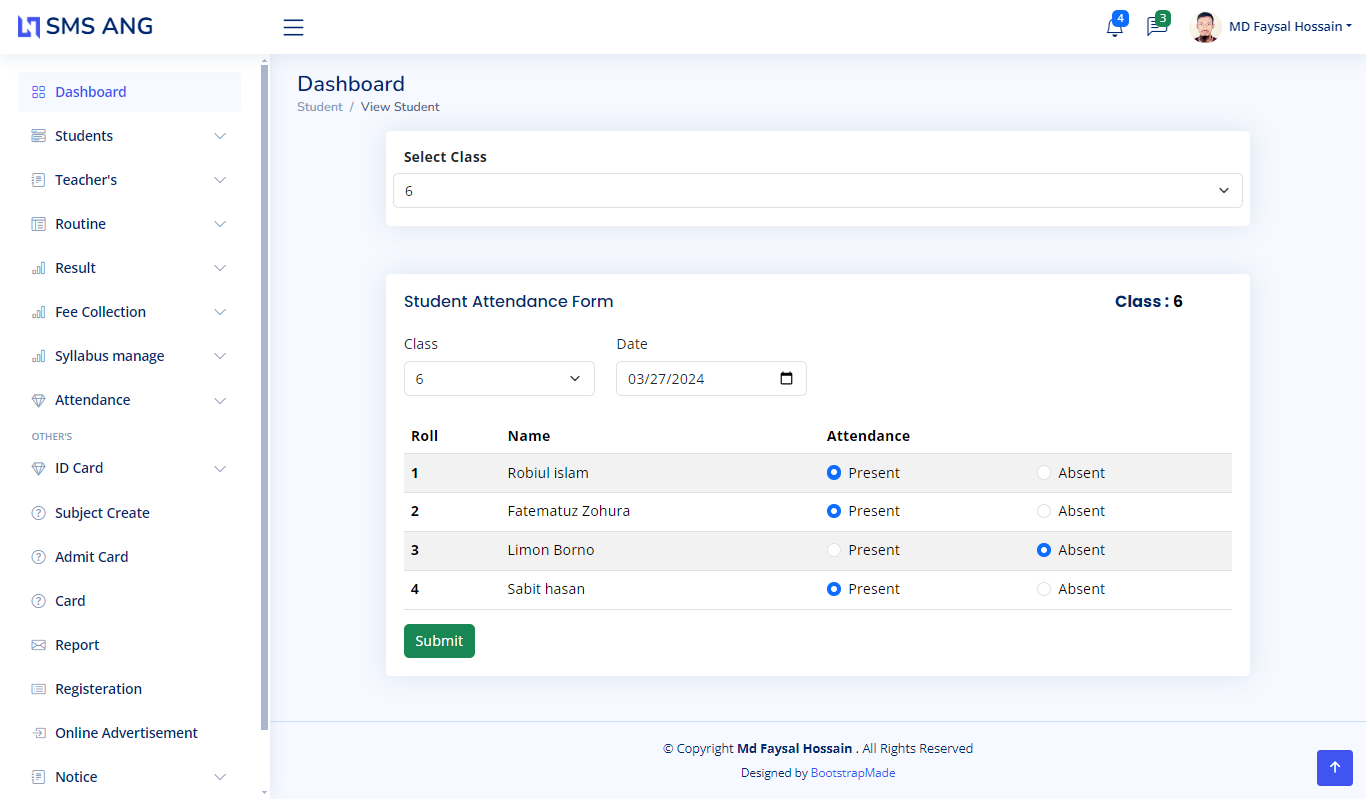 SMS ANG
4
3
MD Faysal Hossain
Dashboard
Students
Teacher's
Routine
Result
Fee Collection
Syllabus manage
Attendance
OTHER'S
ID Card
Subject Create
Admit Card
Card
Report
Registeration
Online Advertisement
Notice
Dashboard
Student / View Student
Select Class
6
Student Attendance Form Class : 6
Class Date
6 03/27/2024
Roll Name Attendance
1 Robiul islam Present Absent
2 Fatematuz Zohura Present Absent
3 Limon Borno Present Absent
4 Sabit hasan Present Absent
Submit
© Copyright Md Faysal Hossain . All Rights Reserved
Designed by BootstrapMade